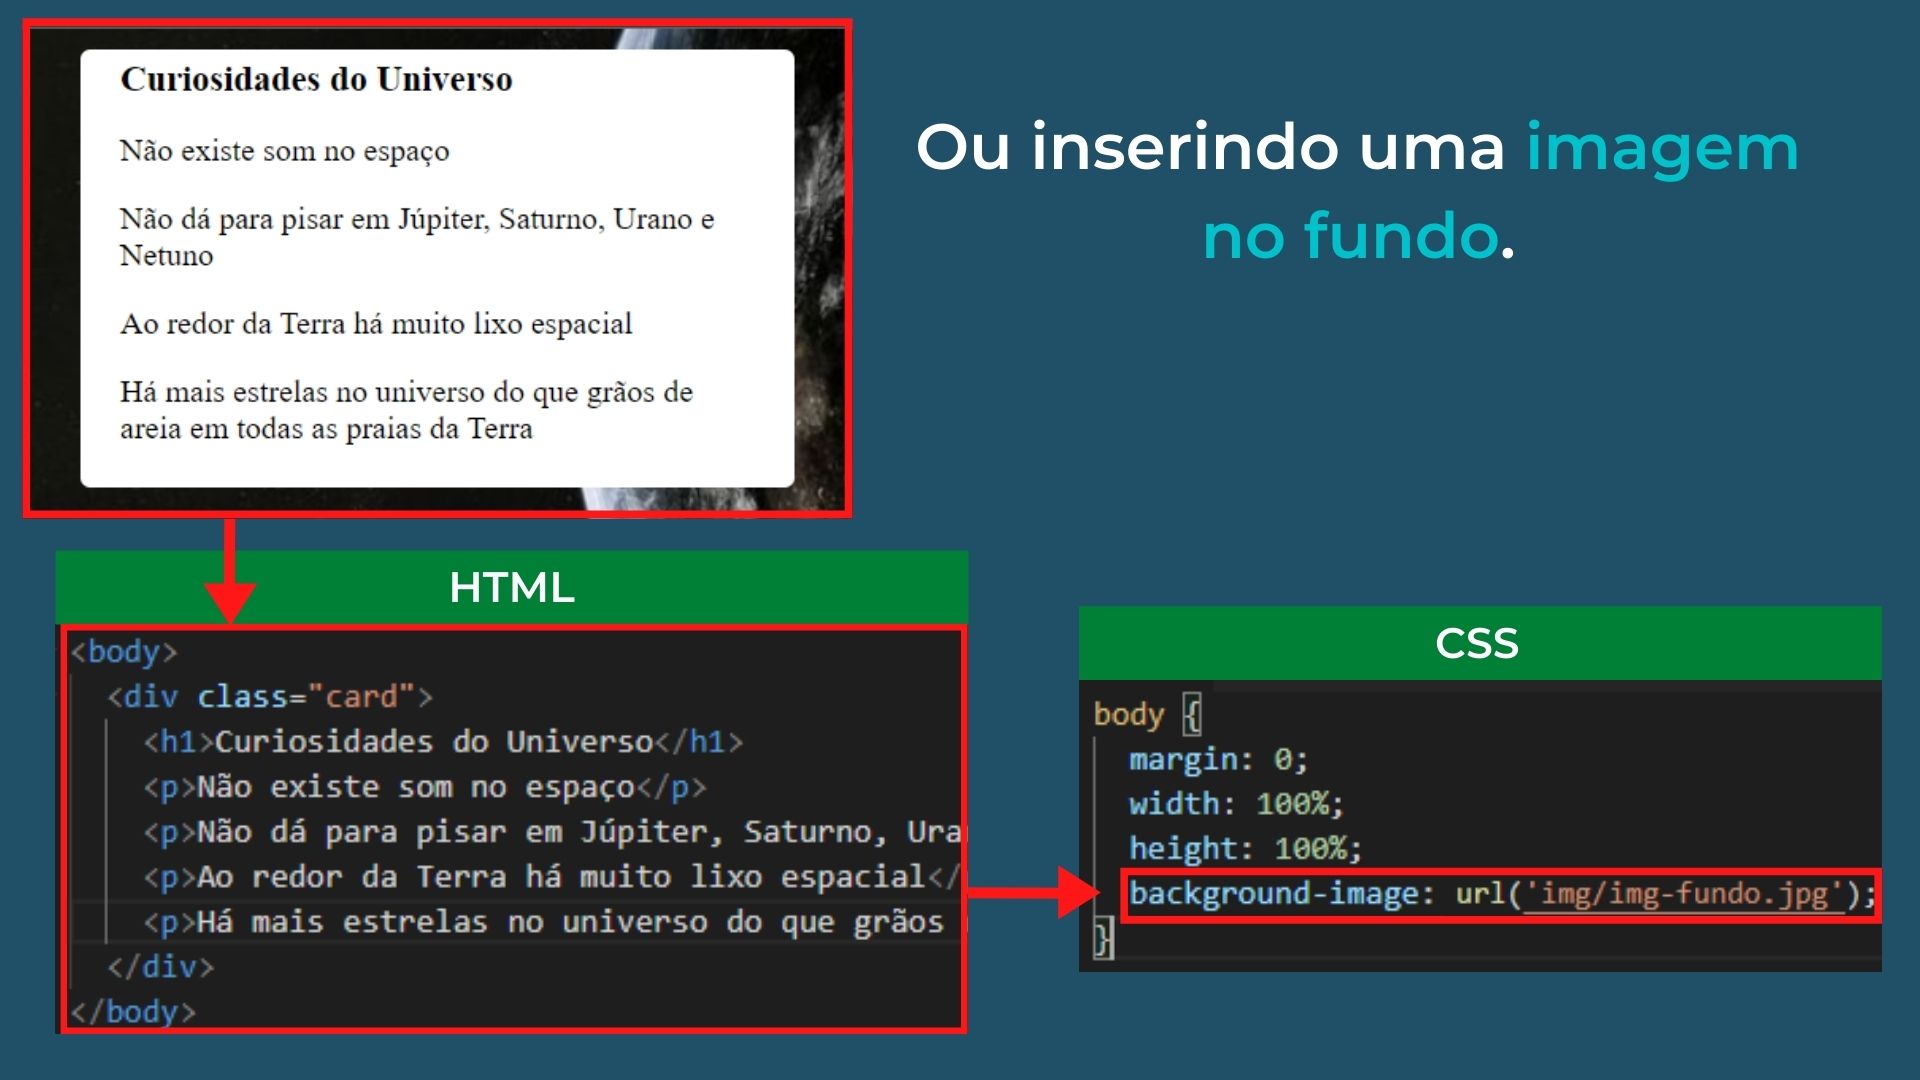 Curiosidades do Universo
Não existe som no espaço
Não dá para pisar em Júpiter, Saturno, Urano e
Netuno
Ao redor da Terra há muito lixo espacial
Há mais estrelas no universo do que grãos de
areia em todas as praias da Terra
Ou inserindo uma imagem
no fundo.
HTML
<body>
<div class="card">
<h1>Curiosidades do Universo</h1>
<p>Não existe som no espaço</p>
<p>Não dá para pisar em Júpiter, Saturno, Ura
<p>Ao redor da Terra há muito lixo espacial</
<p>Há mais estrelas no universo do que grãos
</div>
</body>
CSS
body {
margin: 0;
width: 100%;
height: 100%;
background-image: url('img/img-fundo.jpg');
}